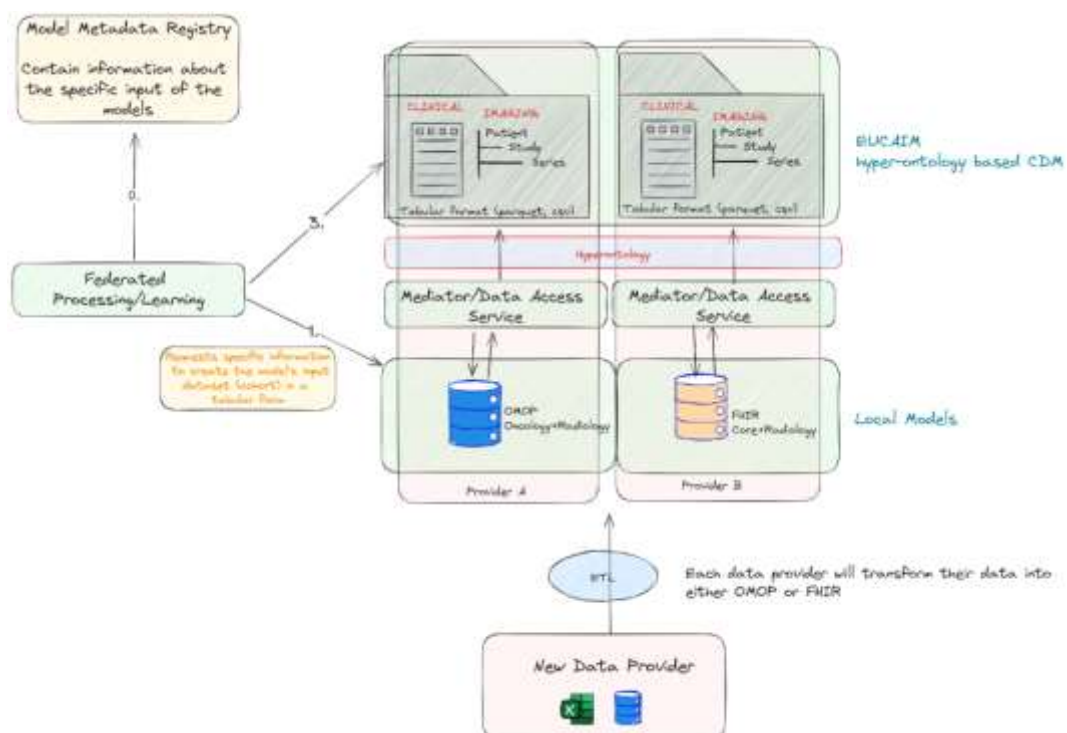 Model Metadata Registry
Contain information about
the specific input of the
models
0.
3.
Federated
Processing/Learning
1.
specific information
to create the models input
dataset (cohort) in a
tabular form
CLINICAL
IMAGING
Patient
Study
Series
Tabular Format (parquet, csv)
CLINICAL
IMAGING
Patient
Study
Series
Tabular Format (parquet, csv)
EUCAIM
hyper-ontology based CDM
Hyperontology
Mediator/Data Access
Service
Mediator/Data Access
Service
OMOP
Oncology+Radiology
FHIR
Core+Radiology
Local Models
Provider A
Provider B
ETL
Each data provider will transform their data into
either OMOP or FHIR
New Data Provider